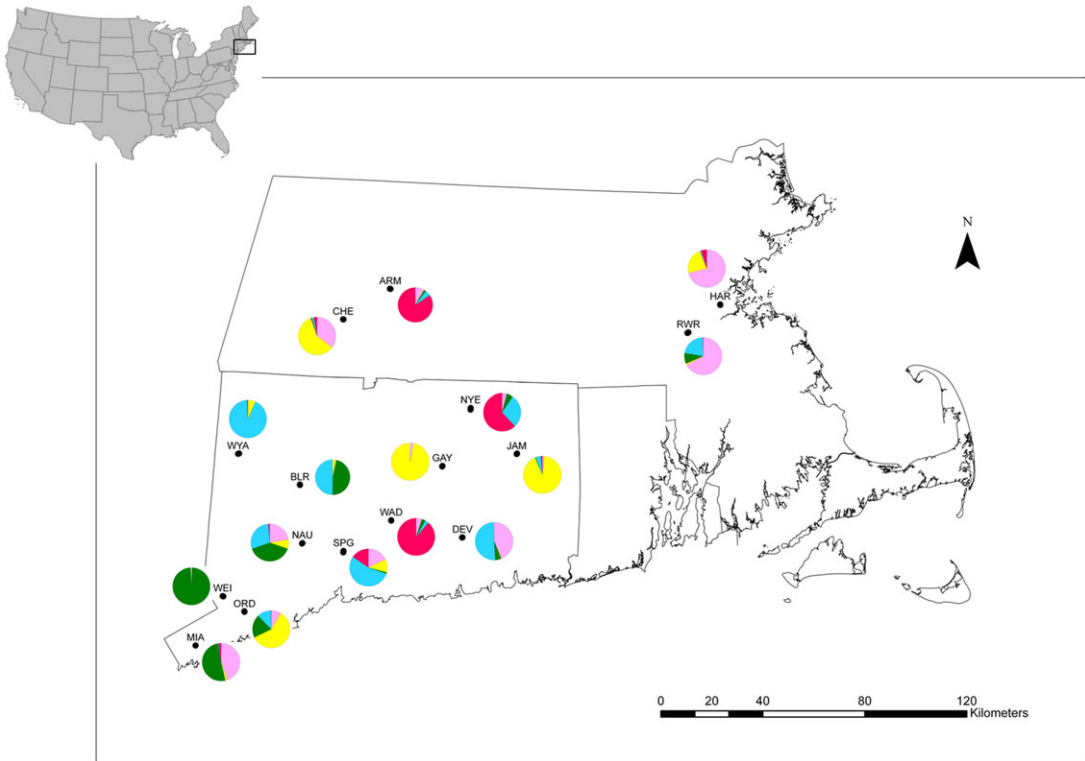 N
ARM
HAR
CHE
RWR
NYE
WYA
GAY
JAM
BLR
WAD
DEV
NAU
SPG
WEI
ORD
MIA
0 20 40 80 120
Kilometers